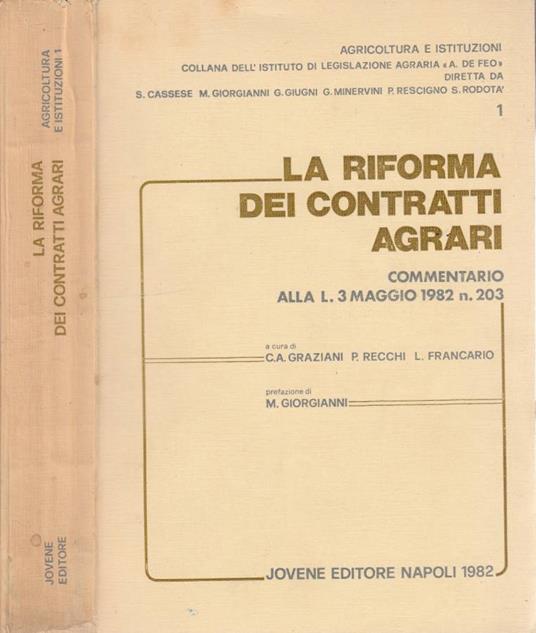 AGRICOLTURA
E ISTITUZIONI 1
LA RIFORMA
DEI CONTRATTI AGRARI
JOVENE
EDITORE
AGRICOLTURA E ISTITUZIONI
COLLANA DELL'ISTITUTO DI LEGISLAZIONE AGRARIA «A. DE FEO»
DIRETTA DA
S. CASSESE M. GIORGIANNI G. GIUGNI G. MINERVINI P. RESCIGNO S. RODOTA'
1
LA RIFORMA
DEI CONTRATTI
AGRARI
COMMENTARIO
ALLA L. 3 MAGGIO 1982 n. 203
a cura di
C.A. GRAZIANI P. RECCHI L. FRANCARIO
prefazione di
M. GIORGIANNI
JOVENE EDITORE NAPOLI 1982